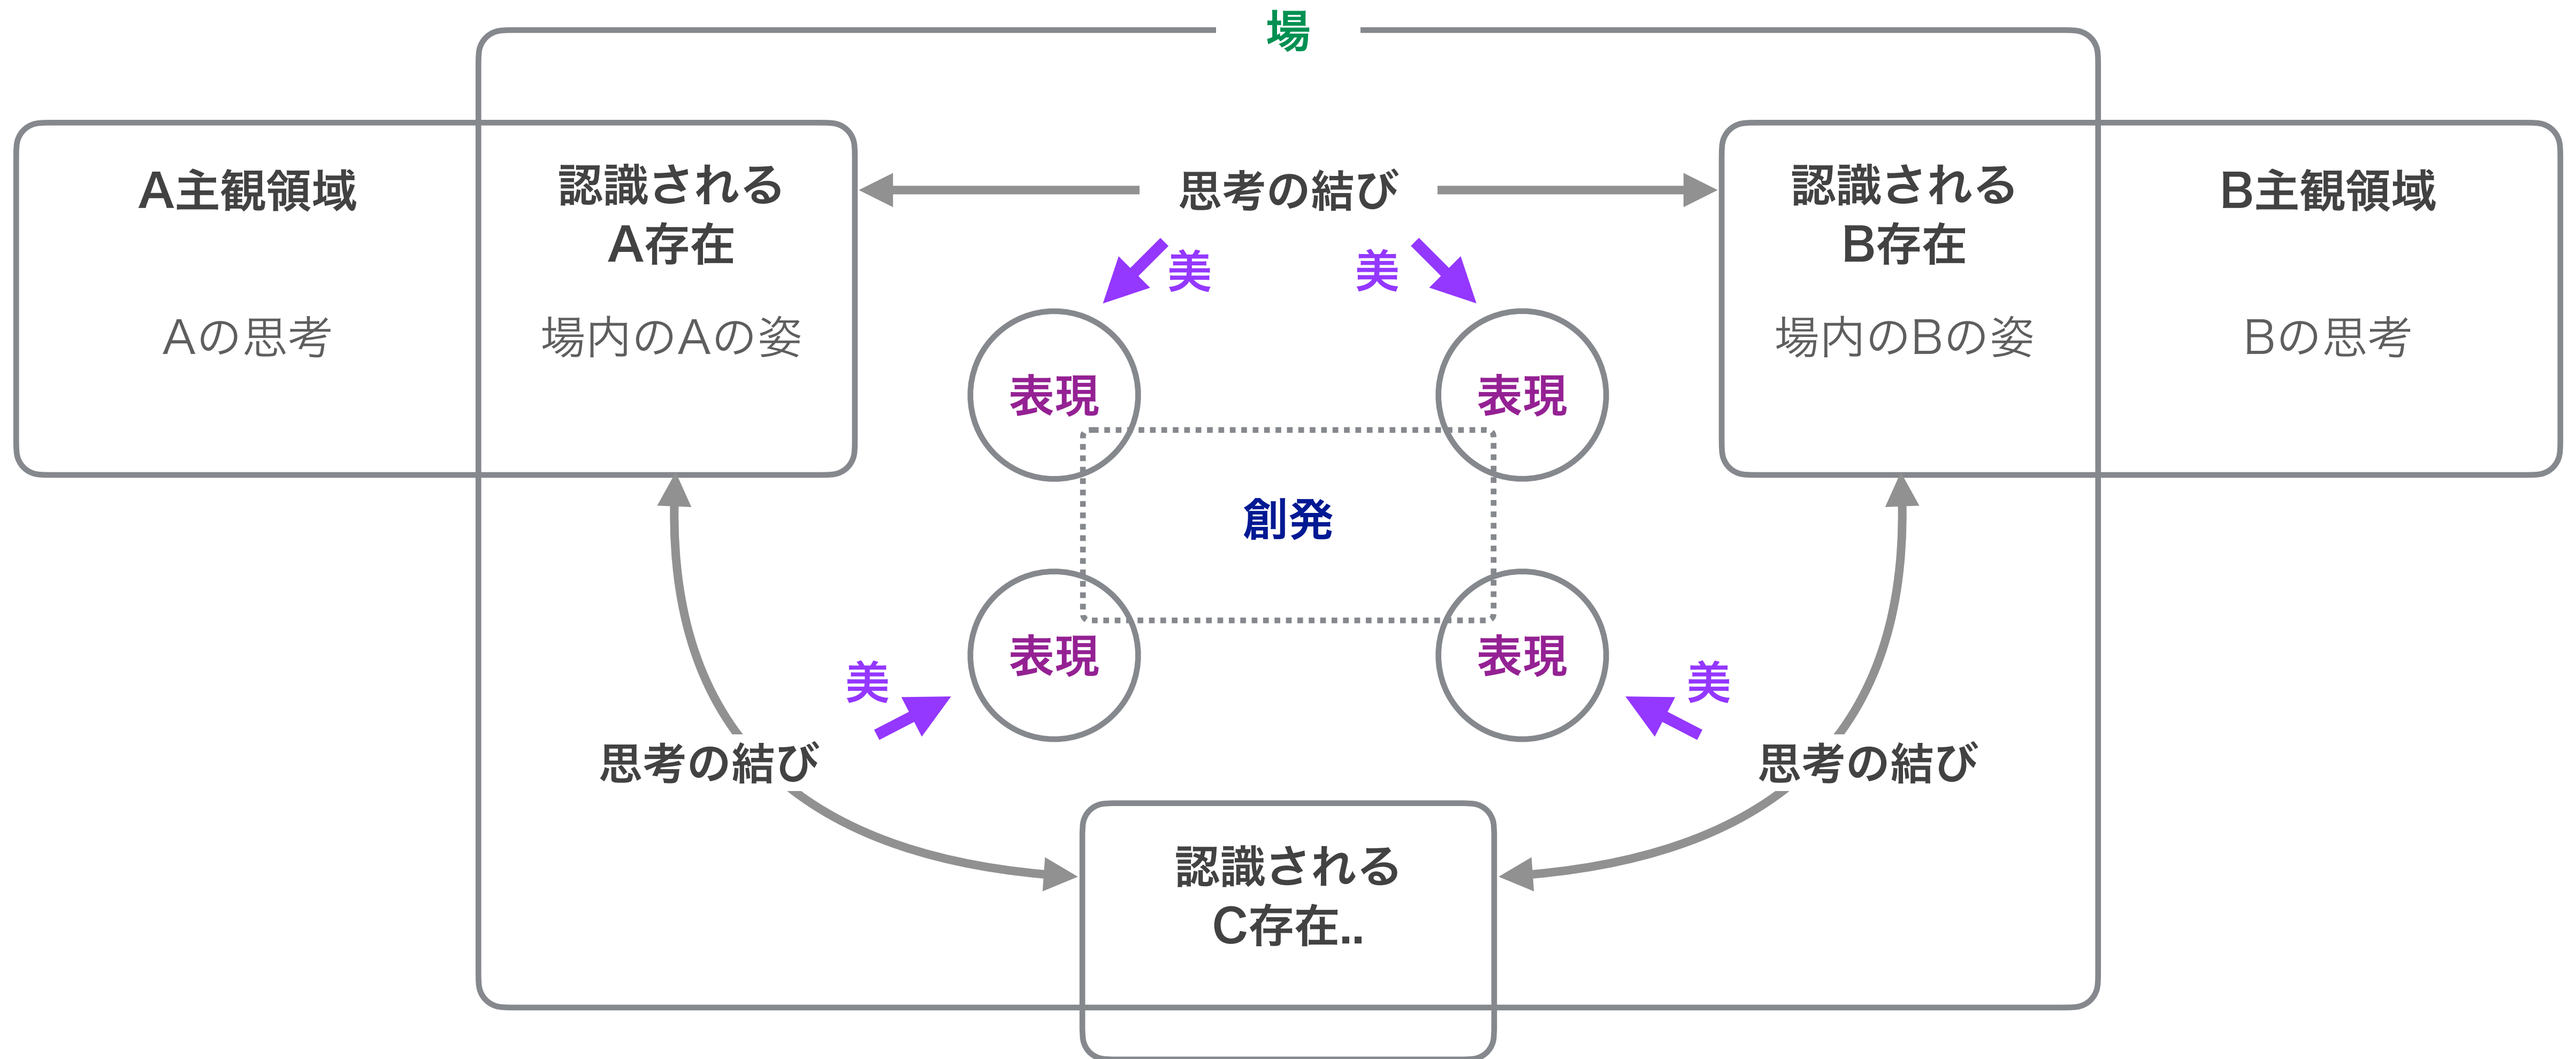 場
A主観領域
認識される
A存在
思考の結び
認識される
B存在
B主観領域
美
美
Aの思考
場内のAの姿
場内のBの姿
Bの思考
表現
表現
創発
表現
表現
美
美
思考の結び
思考の結び
認識される
C存在..